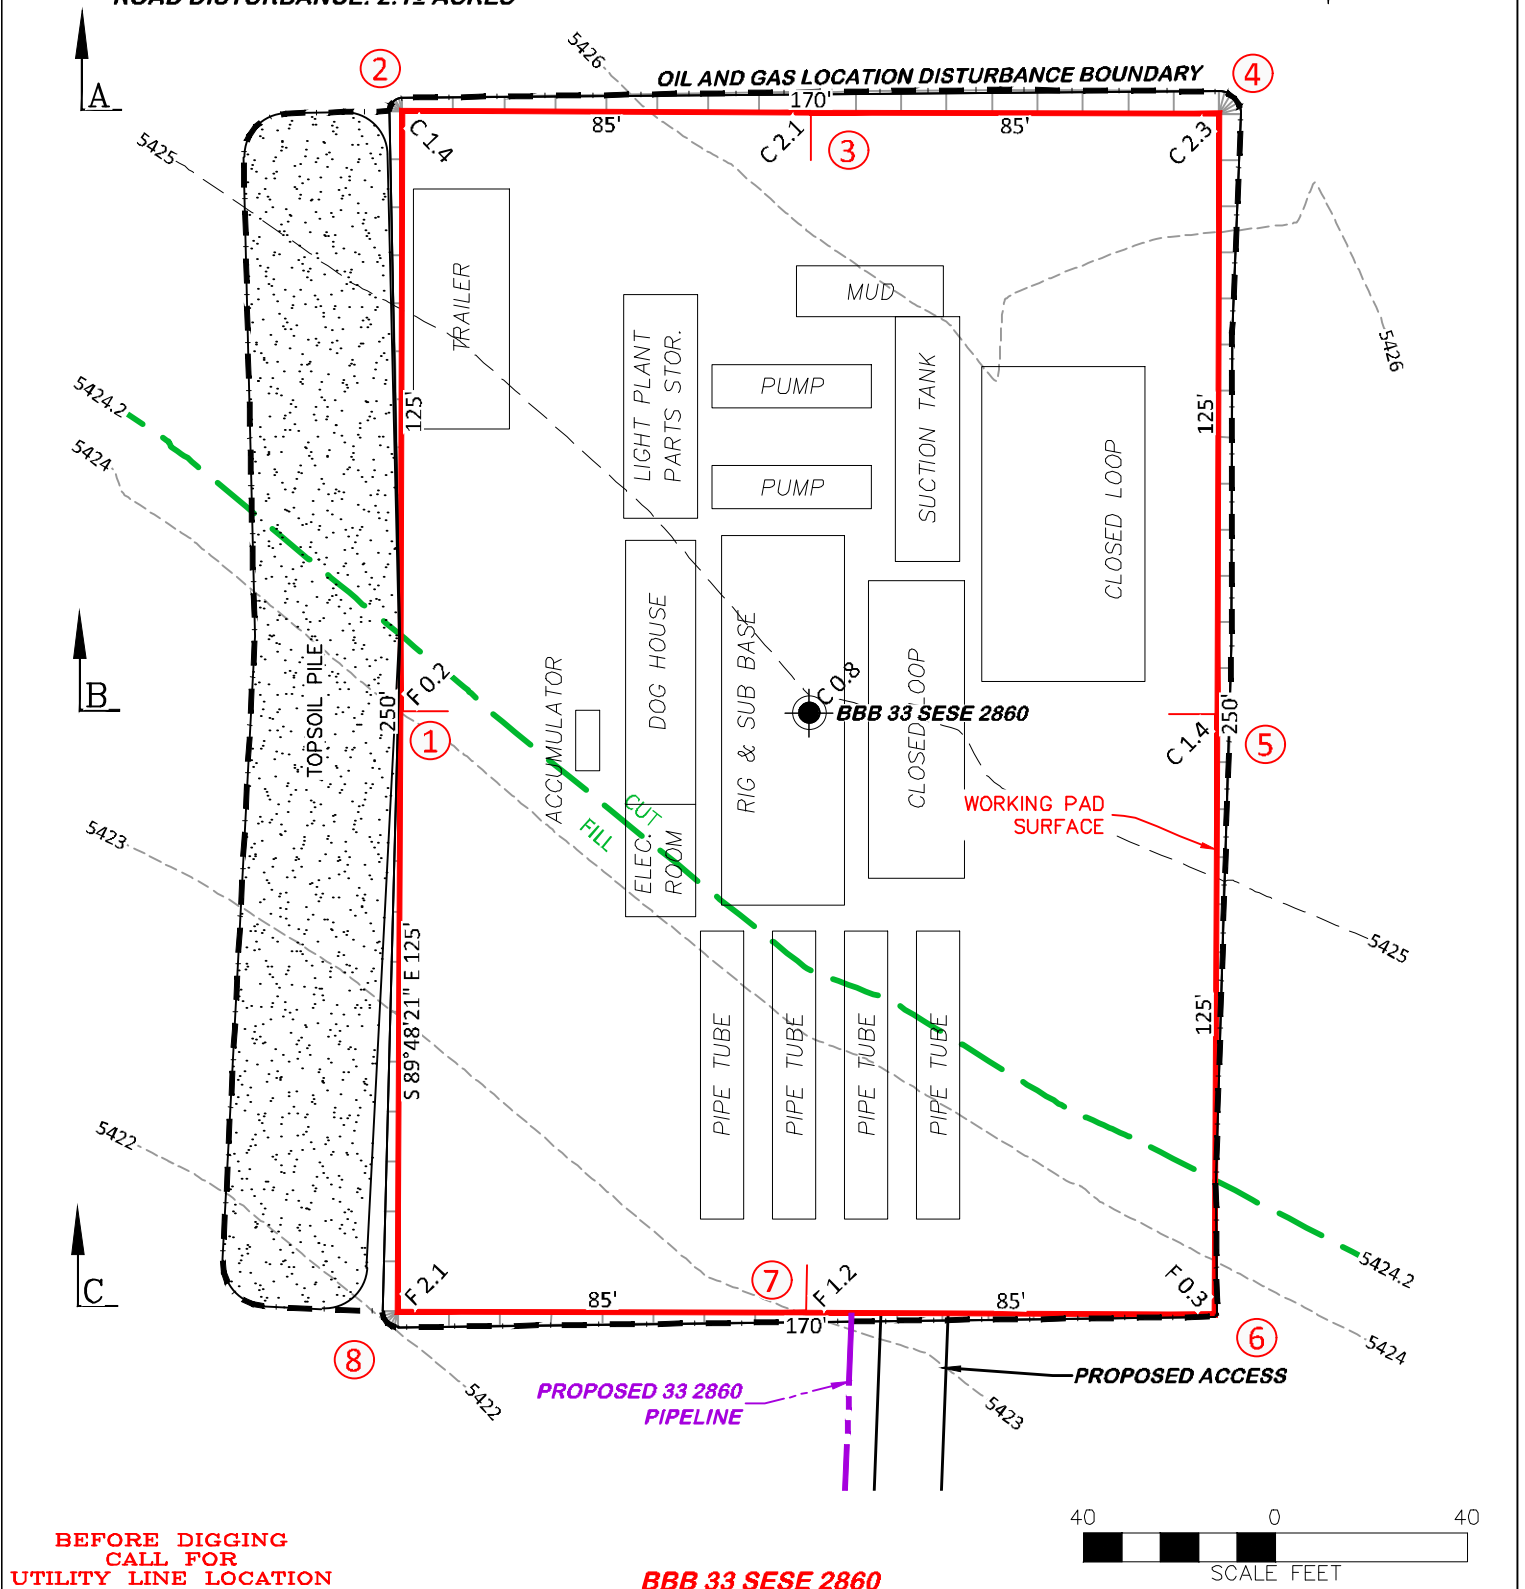 5426
A
2
OIL AND GAS LOCATION DISTURBANCE BOUNDARY
4
170'
85'
85'
C 1.4
C 2.1
3
C 2.3
5425
TRAILER
MUD
5426
LIGHT PLANT
PARTS STOR.
PUMP
SUCTION TANK
5424.2
125'
125'
5424
PUMP
CLOSED LOOP
B
TOPSOIL PILE
F 0.2
250'
1
ACCUMULATOR
DOG HOUSE
RIG & SUB BASE
C 0.8
BBB 33 SESE 2860
CLOSED LOOP
250'
C 1.4
5
CUT
FILL
WORKING PAD
SURFACE
5423
ELEC.
ROOM
5425
S 89°48'21" E 125'
125'
PIPE TUBE
PIPE TUBE
PIPE TUBE
PIPE TUBE
5422
C
F 2.1
85'
7
F 1.2
85'
F 0.3
5424.2
170'
6
5424
8
PROPOSED ACCESS
5422
PROPOSED 33 2860
PIPELINE
5423
40
0
40
SCALE FEET
BEFORE DIGGING
CALL FOR
UTILITY LINE LOCATION
BBB 33 SESE 2860